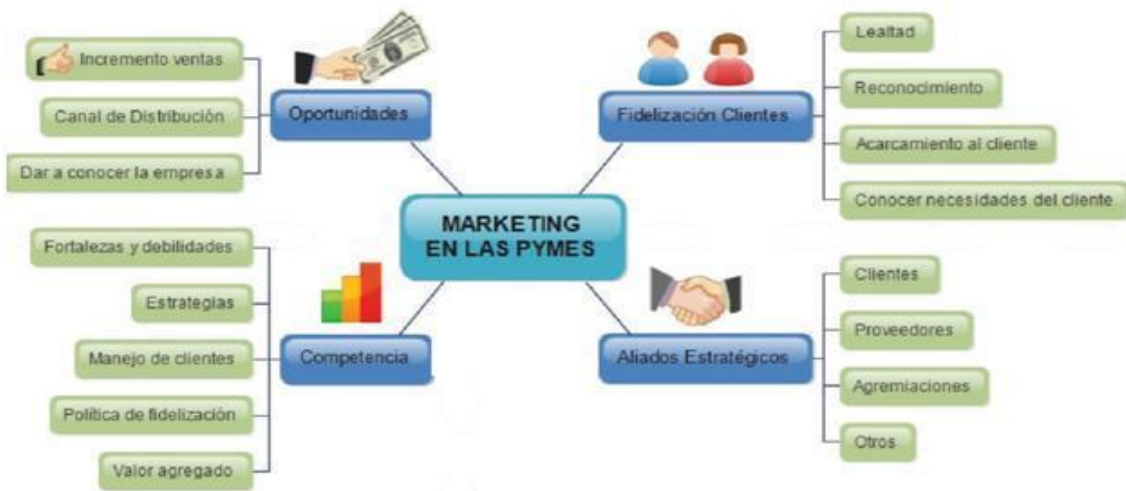 Incremento ventas
Canal de Distribución
Dar a conocer la empresa
Oportunidades
Fidelización Clientes
Lealtad
Reconocimiento
Acarcamiento al cliente
Conocer necesidades del cliente
MARKETING
EN LAS PYMES
Fortalezas y debilidades
Estrategias
Manejo de clientes
Política de fidelización
Valor agregado
Competencia
Aliados Estratégicos
Clientes
Proveedores
Agremiaciones
Otros